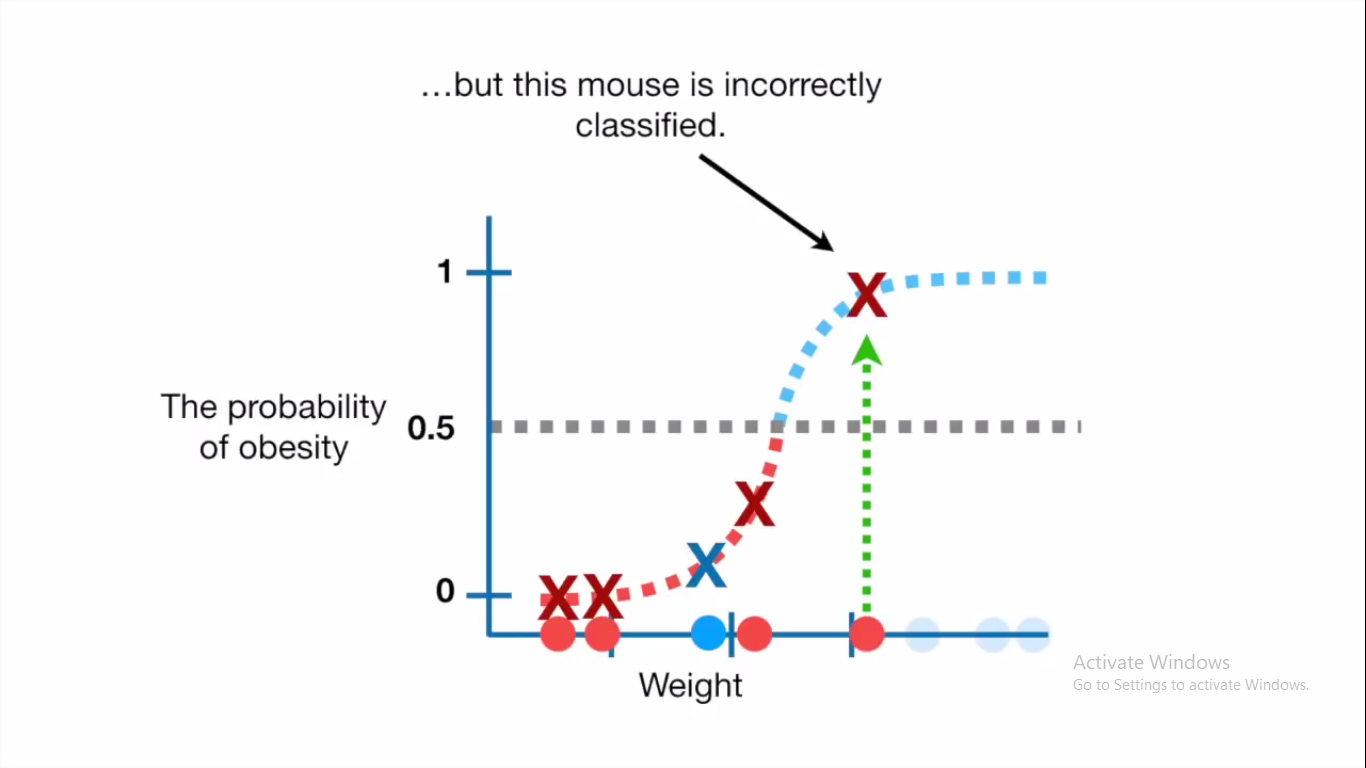 …but this mouse is incorrectly
classified.
1
The probability
of obesity
0.5
0
Weight
Activate Windows
Go to Settings to activate Windows.
X
X
X
X
X